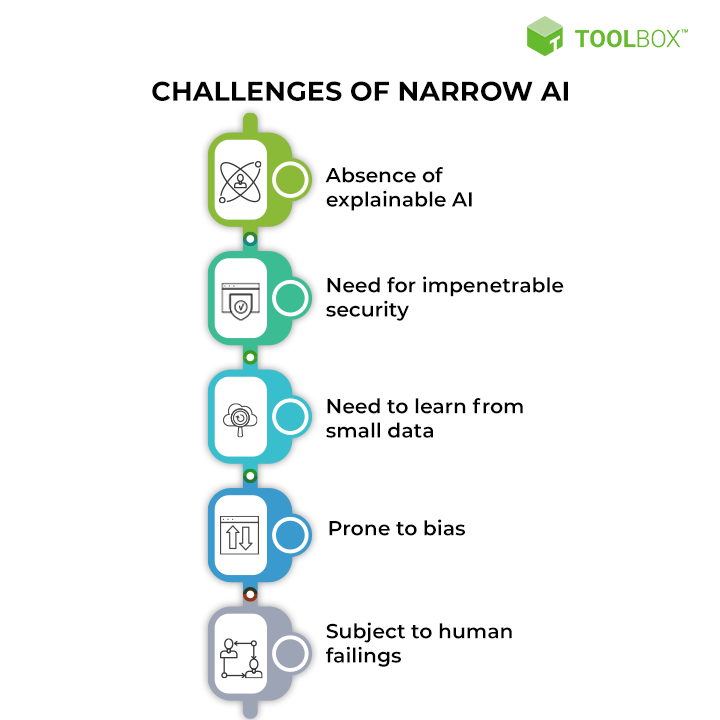 TOOLBOX™
CHALLENGES OF NARROW AI
Absence of
explainable AI
Need for impenetrable
security
Need to learn from
small data
Prone to bias
Subject to human
failings